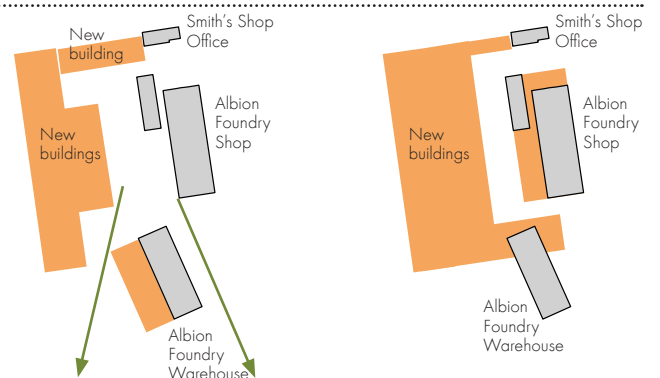 New
building
Smith's Shop
Office
New
buildings
Albion
Foundry
Shop
Albion
Foundry
Warehouse
Smith's Shop
Office
New
buildings
Albion
Foundry
Shop
Albion
Foundry
Warehouse